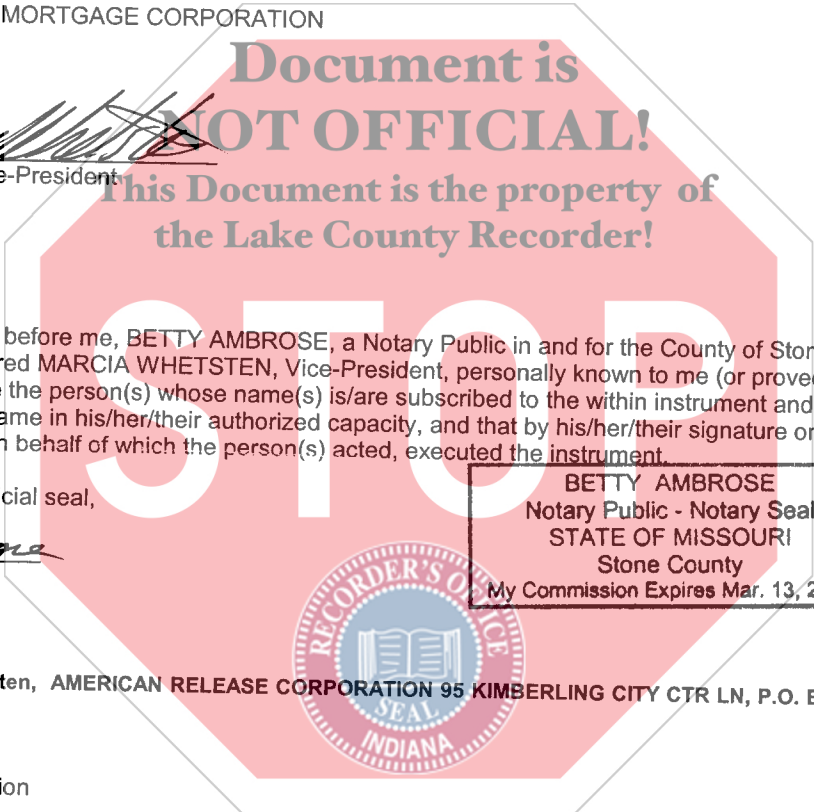 MORTGAGE CORPORATION
Document is
NOT OFFICIAL!
e-President
This Document is the property of
the Lake County Recorder!
STOP
before me, BETTY AMBROSE, a Notary Public in and for the County of Ston
red MARCIA WHETSTEN, Vice-President, personally known to me (or prove
e the person(s) whose name(s) is/are subscribed to the within instrument and
ame in his/her/their authorized capacity, and that by his/her/their signature or
n behalf of which the person(s) acted, executed the instrument.
cial seal,
BETTY AMBROSE
Notary Public - Notary Seal
STATE OF MISSOURI
Stone County
My Commission Expires Mar. 13, 2
RECORDER'S OFFICE
SEAL
INDIANA
ten, AMERICAN RELEASE CORPORATION 95 KIMBERLING CITY CTR LN, P.O. B
ion